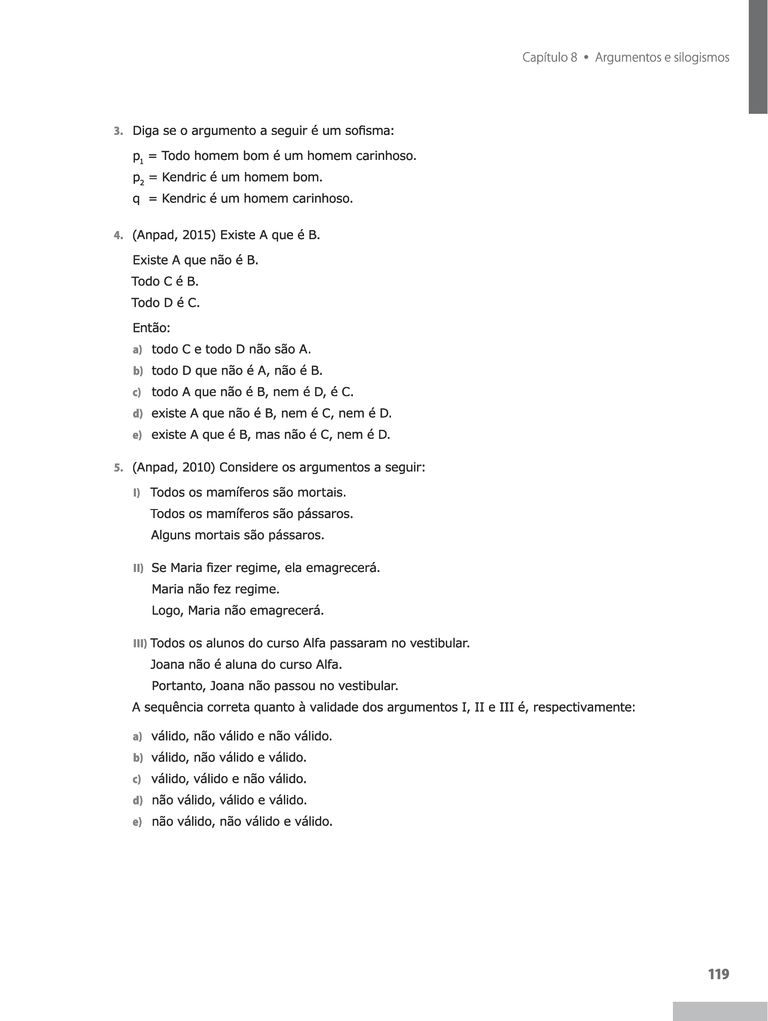 Capítulo 8 • Argumentos e silogismos
3. Diga se o argumento a seguir é um sofisma:
p1 = Todo homem bom é um homem carinhoso.
p2 = Kendric é um homem bom.
q = Kendric é um homem carinhoso.
4. (Anpad, 2015) Existe A que é B.
Existe A que não é B.
Todo C é B.
Todo D é C.
Então:
a) todo C e todo D não são A.
b) todo D que não é A, não é B.
c) todo A que não é B, nem é D, é C.
d) existe A que não é B, nem é C, nem é D.
e) existe A que é B, mas não é C, nem é D.
5. (Anpad, 2010) Considere os argumentos a seguir:
I) Todos os mamíferos são mortais.
Todos os mamíferos são pássaros.
Alguns mortais são pássaros.
II) Se Maria fizer regime, ela emagrecerá.
Maria não fez regime.
Logo, Maria não emagrecerá.
III) Todos os alunos do curso Alfa passaram no vestibular.
Joana não é aluna do curso Alfa.
Portanto, Joana não passou no vestibular.
A sequência correta quanto à validade dos argumentos I, II e III é, respectivamente:
a) válido, não válido e não válido.
b) válido, não válido e válido.
c) válido, válido e não válido.
d) não válido, válido e válido.
e) não válido, não válido e válido.
119